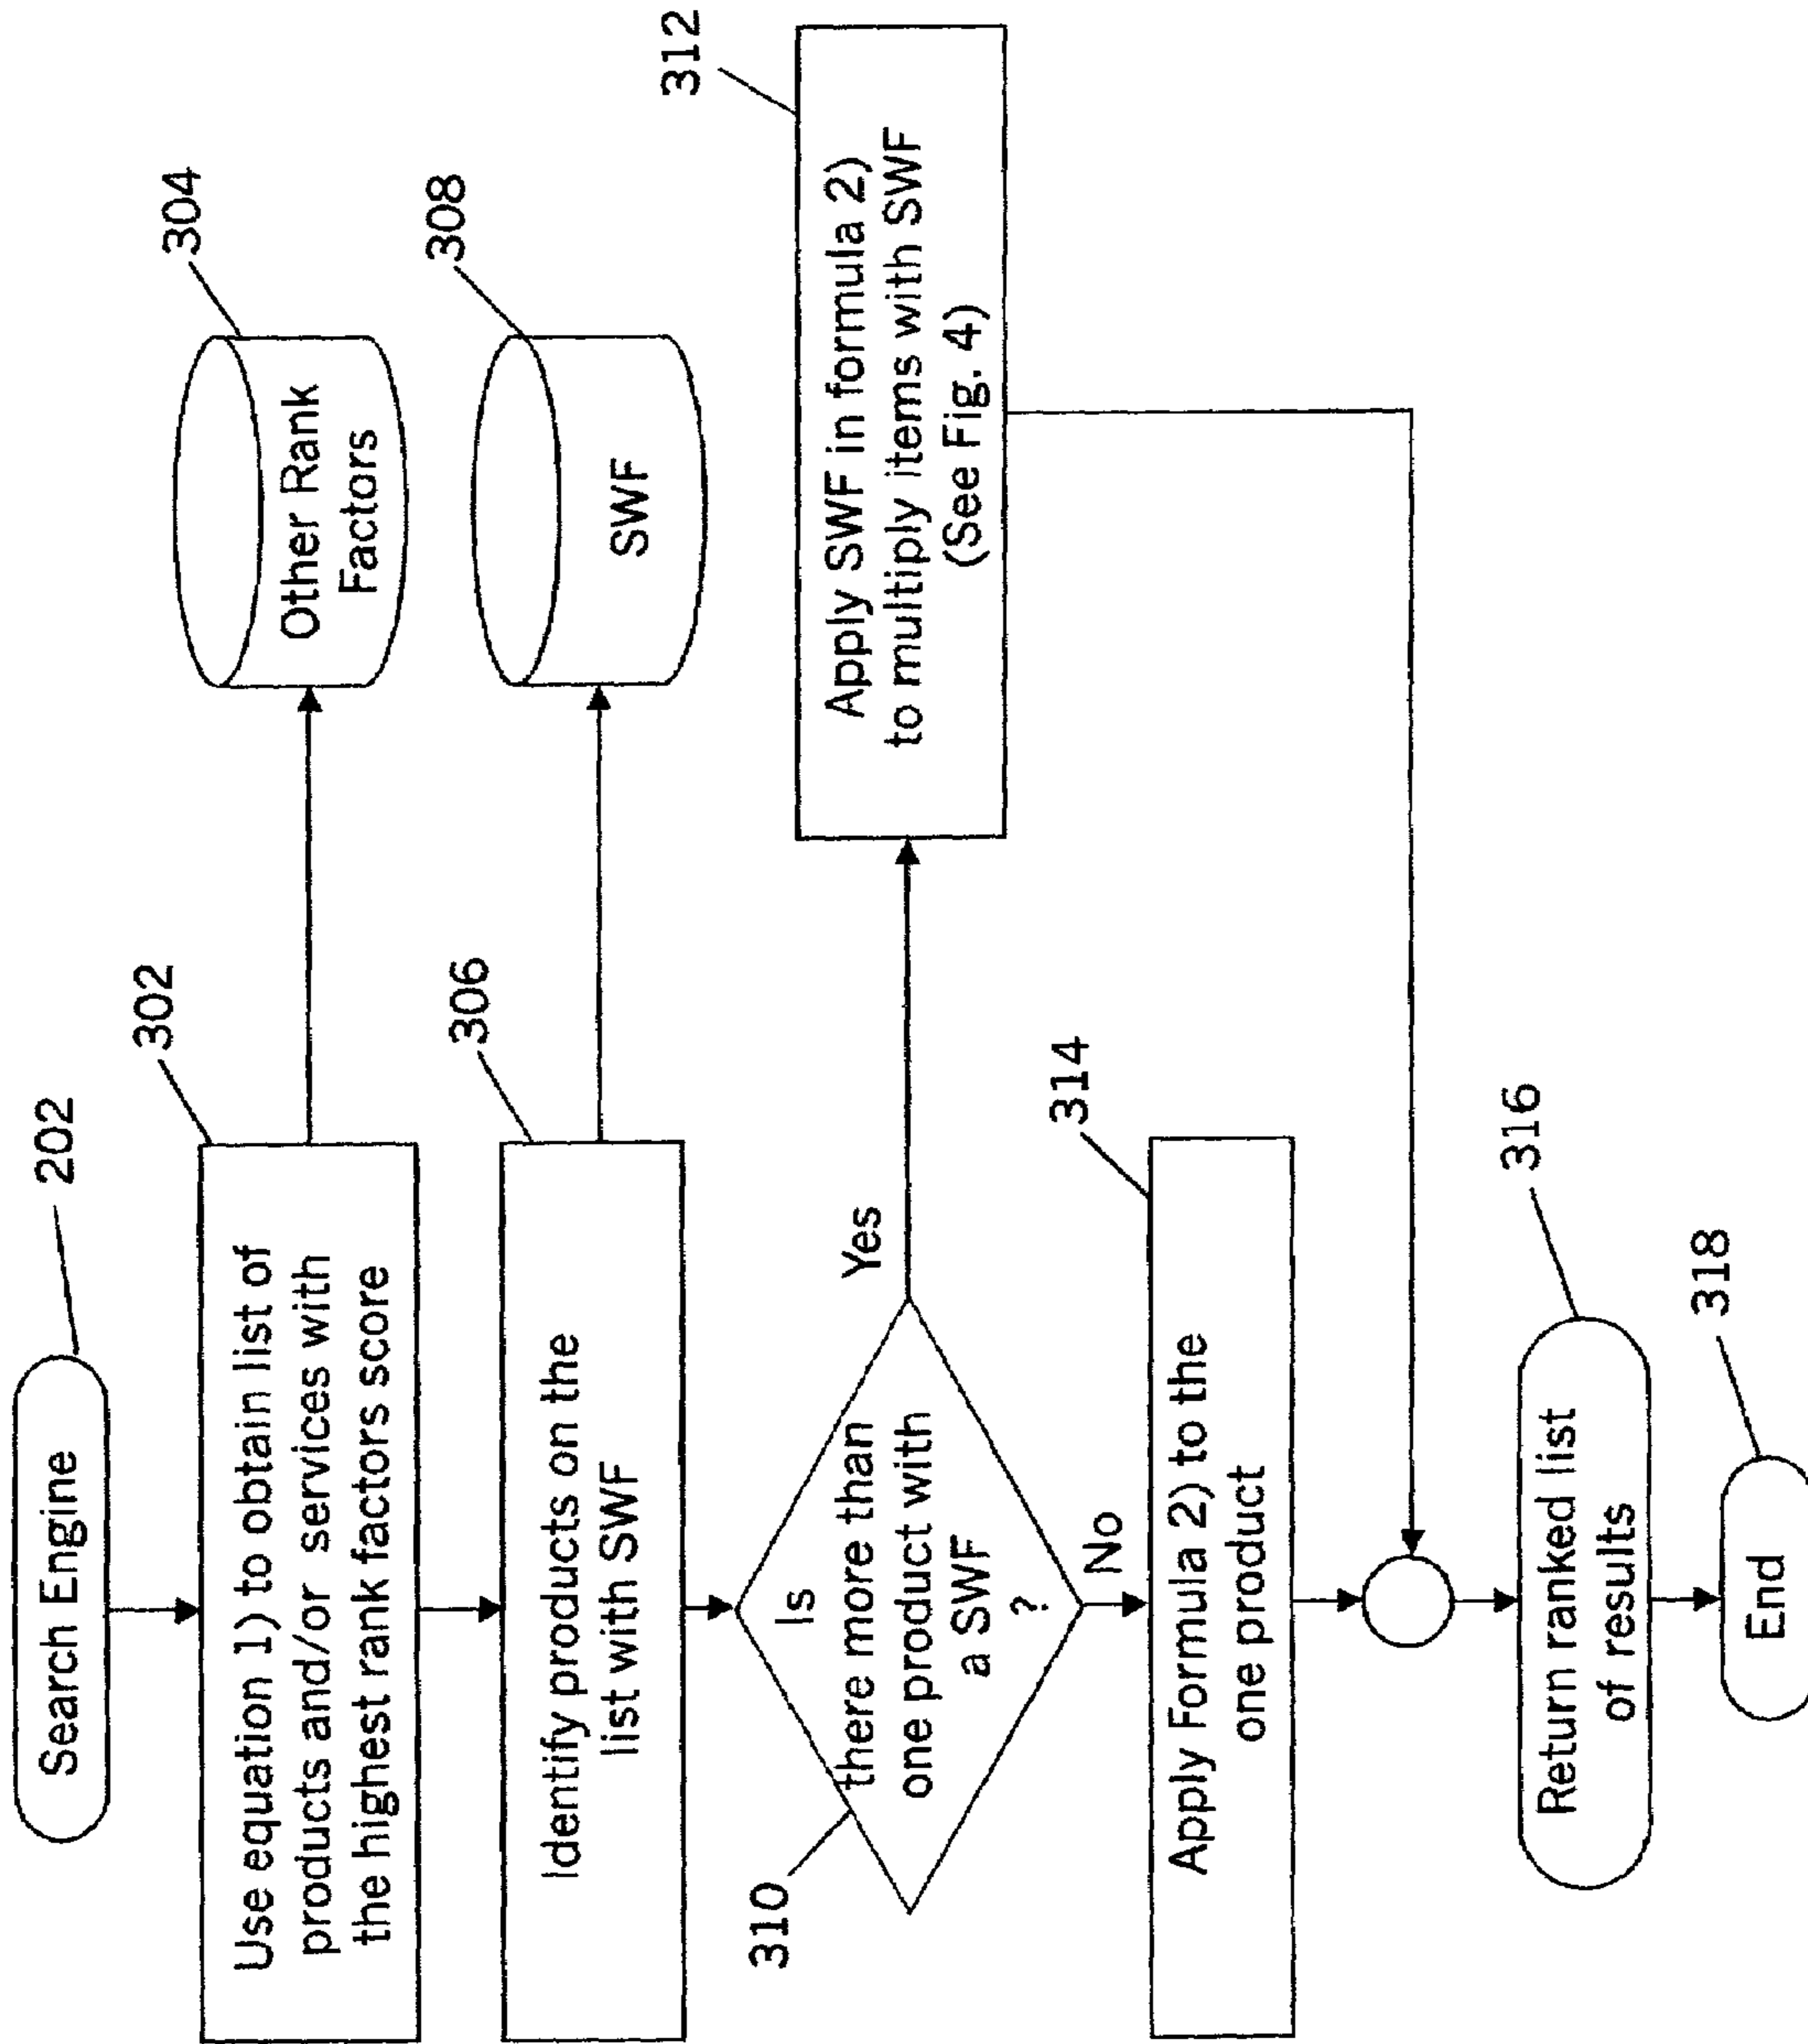 Search Engine
202
Use equation 1) to obtain list of
products and/or services with
the highest rank factors score
302
Other Rank
Factors
304
Identify products on the
list with SWF
306
SWF
308
Is
there more than
one product with
a SWF
?
310
Yes
No
Apply SWF in formula 2)
to multiply items with SWF
(See Fig. 4)
312
Apply Formula 2) to the
one product
314
Return ranked list
of results
316
End
318